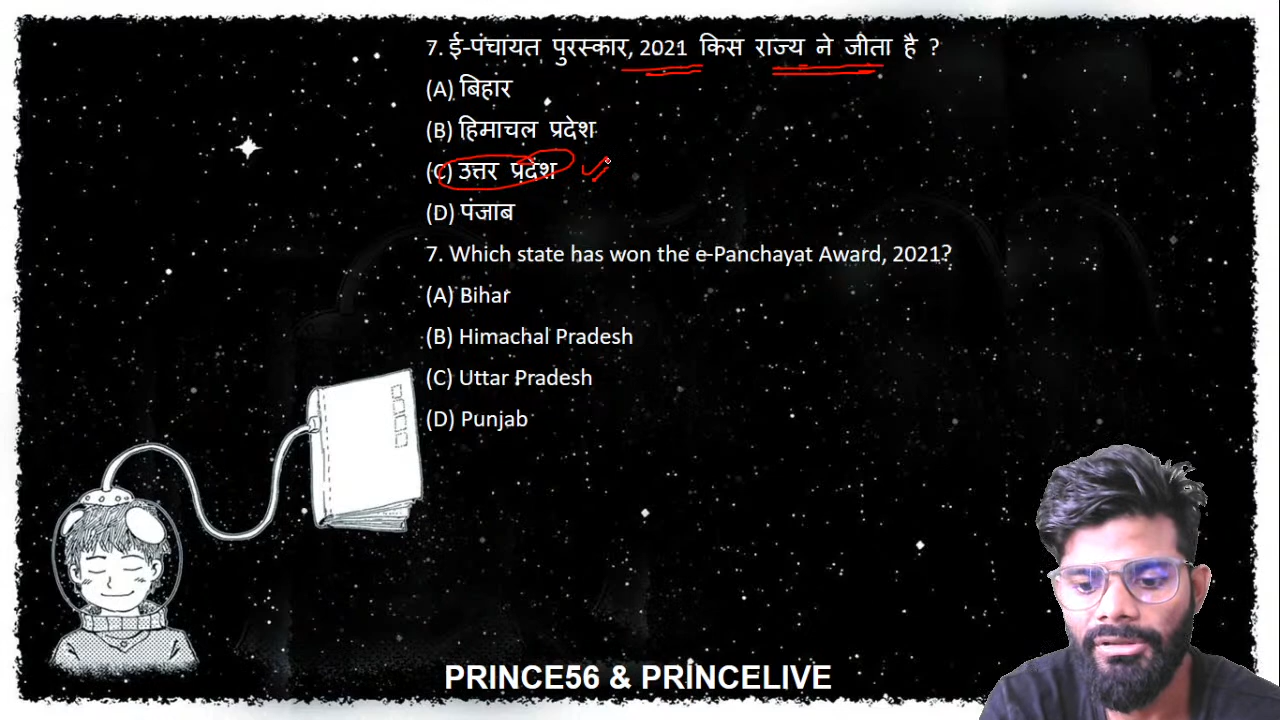 7. ई-पंचायत पुरस्कार, 2021 किस राज्य ने जीता है ?
(A) बिहार
(B) हिमाचल प्रदेश
(C) उत्तर प्रदेश
(D) पंजाब
7. Which state has won the e-Panchayat Award, 2021?
(A) Bihar
(B) Himachal Pradesh
(C) Uttar Pradesh
(D) Punjab
PRINCE56 & PRINCELIVE